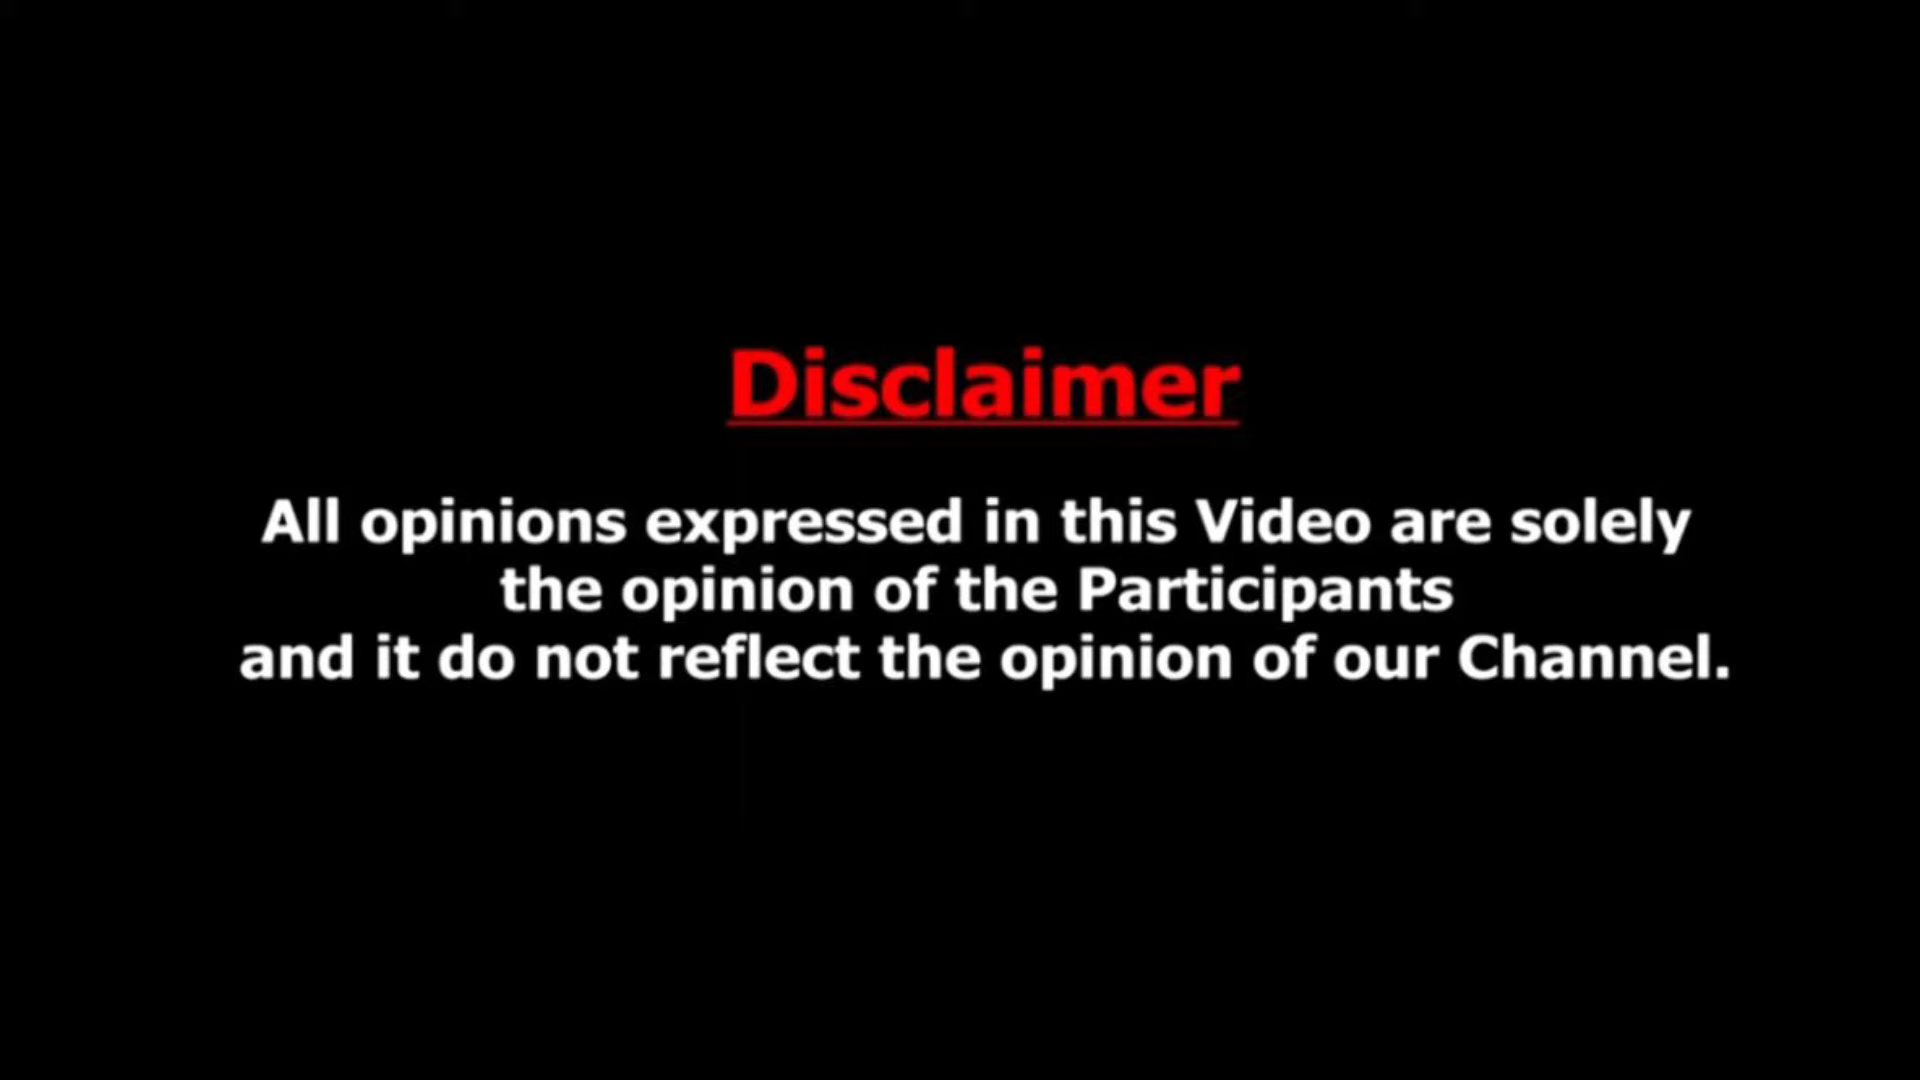 Disclaimer
All opinions expressed in this Video are solely
the opinion of the Participants
and it do not reflect the opinion of our Channel.